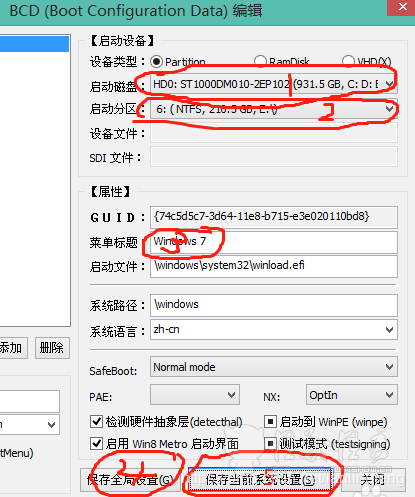 BCD (Boot Configuration Data) 编辑
【启动设备】
设备类型: Partition RamDisk VHD(X)
启动磁盘: HD0: ST1000DM010-2EP102 (931.5 GB, C: D: E
1
启动分区: 6: ( NTFS, 210.5 GB, E:\)
2
设备文件:
SDI 文件:
【属性】
GUID: {74c5d5c7-3d64-11e8-b715-e3e020110bd8}
菜单标题: Windows 7
3
启动文件: \windows\system32\winload.efi
系统路径: \windows
系统语言: zh-cn
添加 删除
SafeBoot: Normal mode
PAE: NX: OptIn
检测硬件抽象层(detecthal) 启动到 WinPE (winpe)
tMenu) 启用 Win8 Metro 启动界面 测试模式 (testsigning)
保存全局设置(G) 保存当前系统设置(S) 关闭
4 5